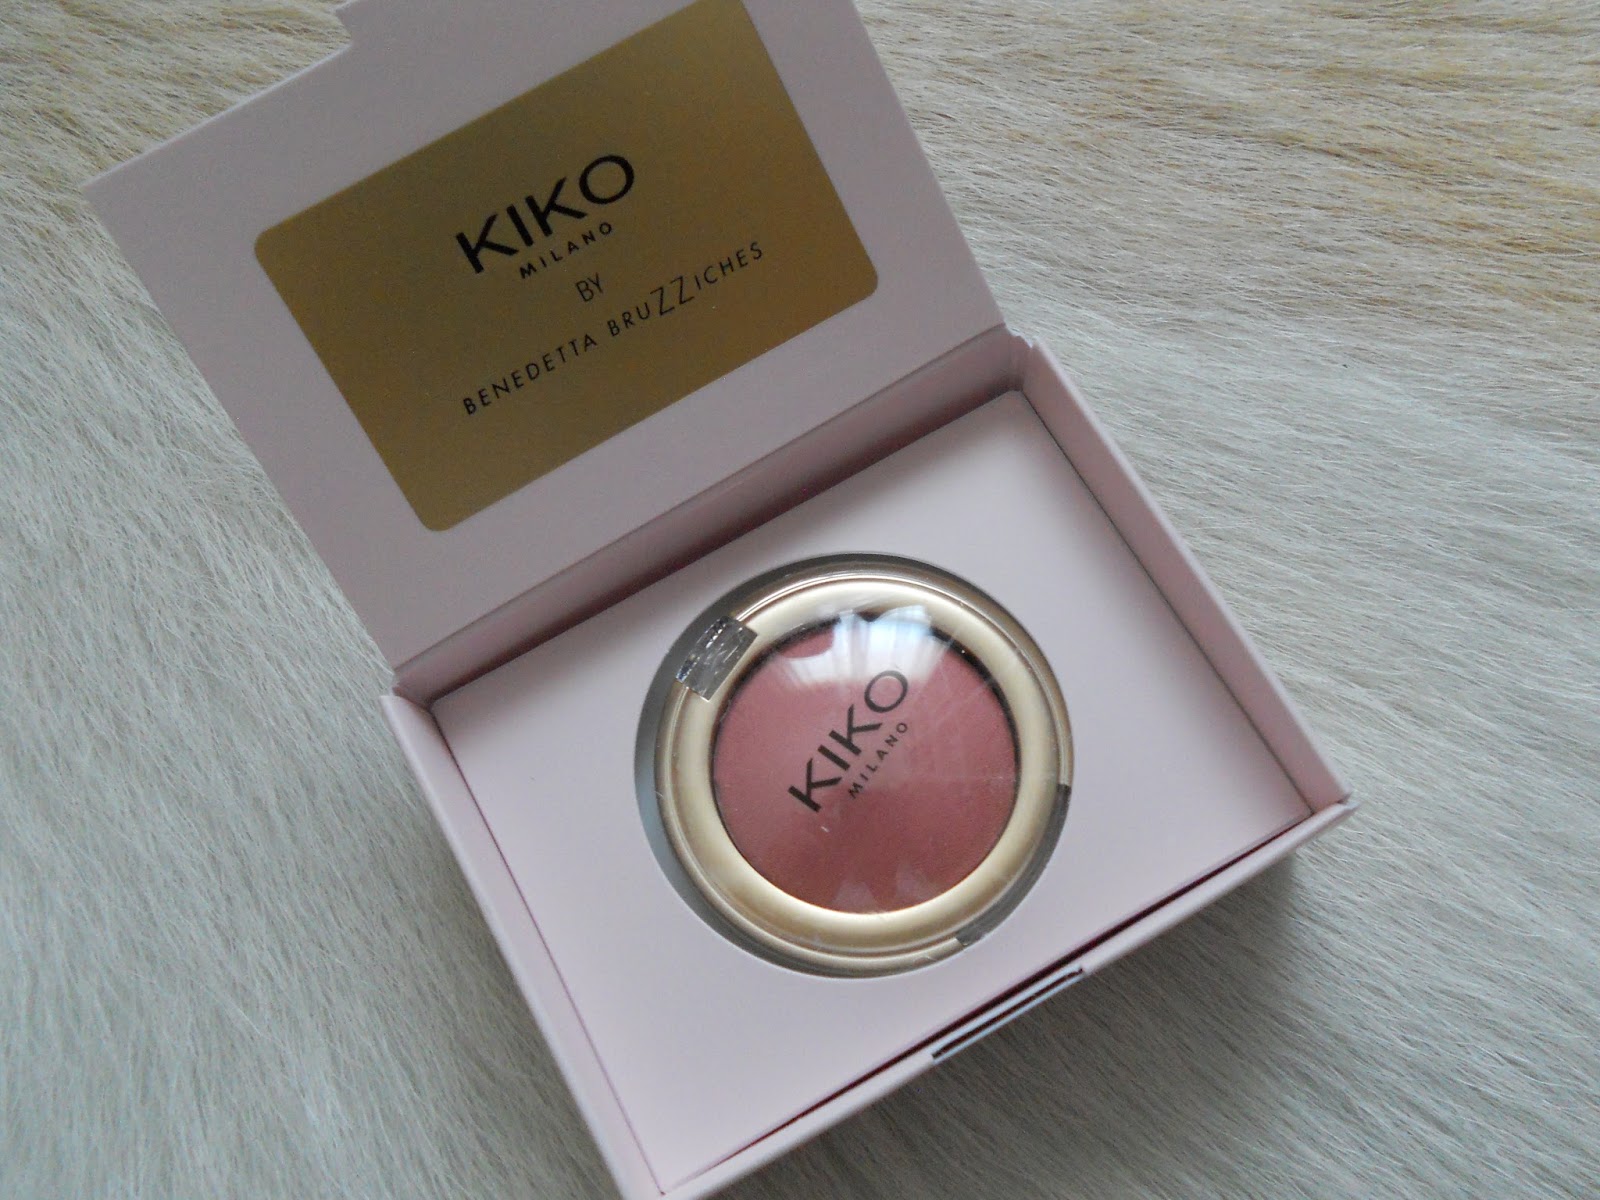 KIKO
MILANO
BY
BENEDETTA BRUZZICHES
KIKO
MILANO